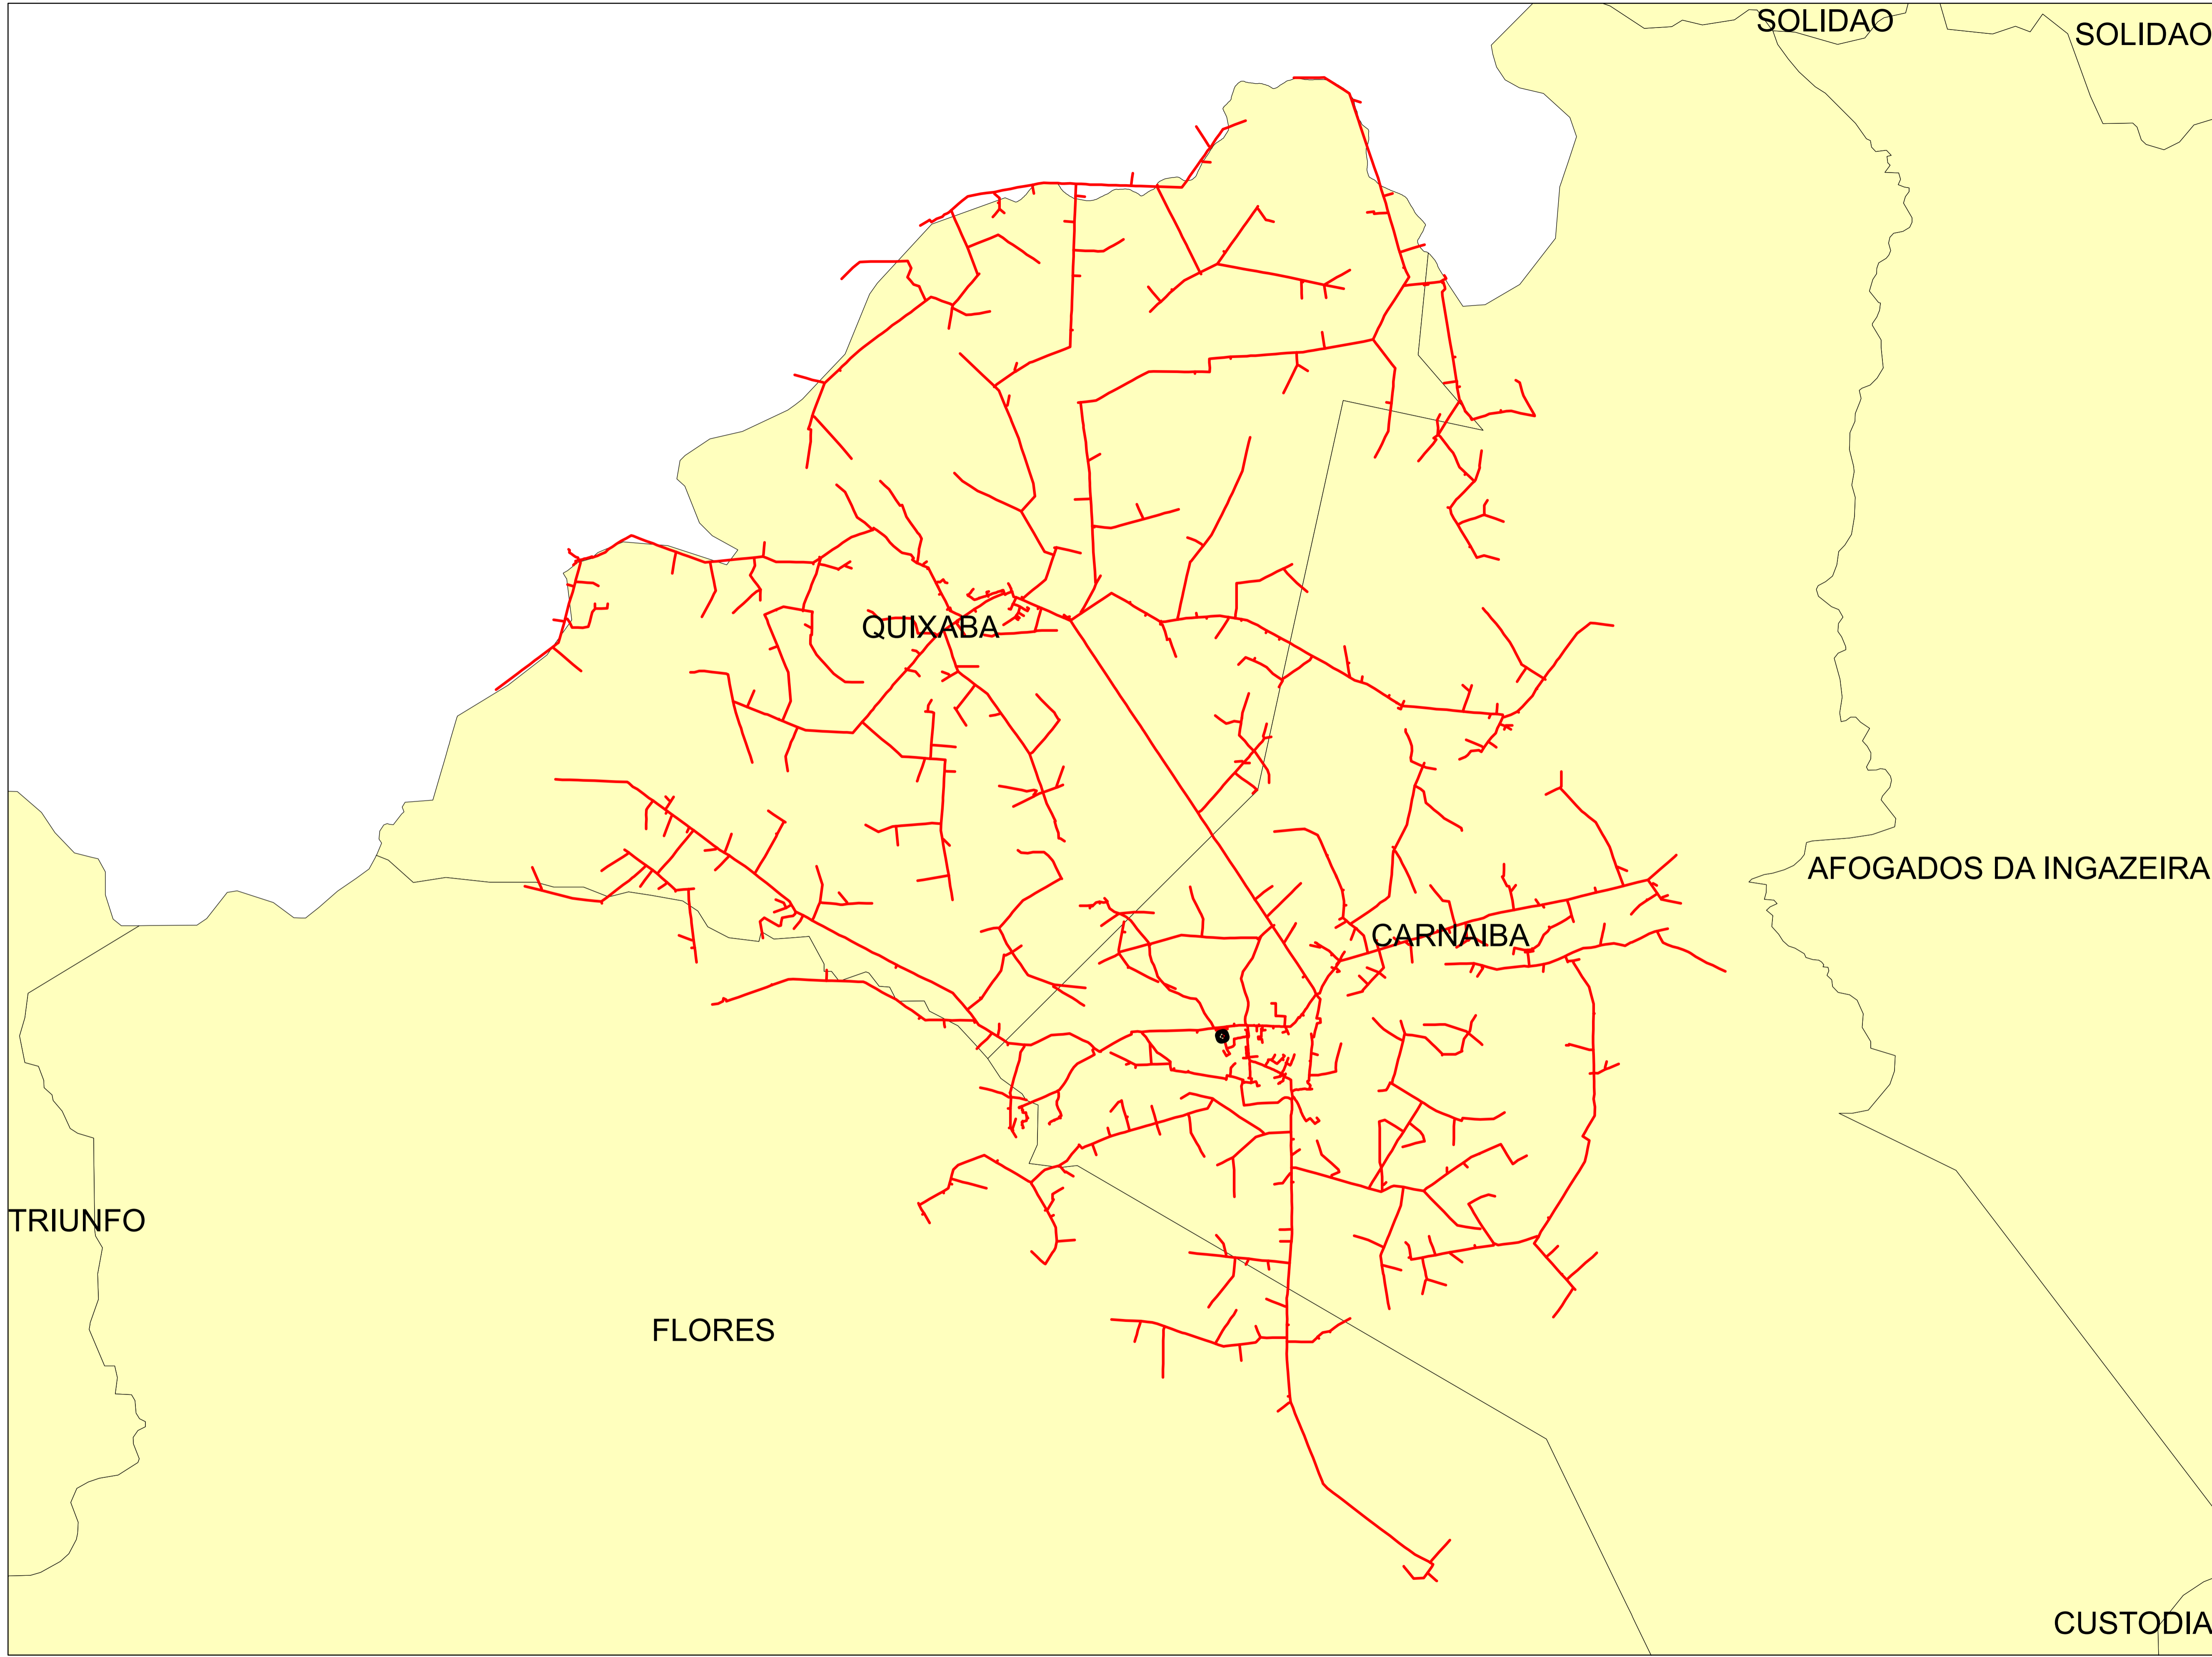 SOLIDAO
SOLIDAO
QUIXABA
AFOGADOS DA INGAZEIRA
CARNAIBA
TRIUNFO
FLORES
CUSTODIA